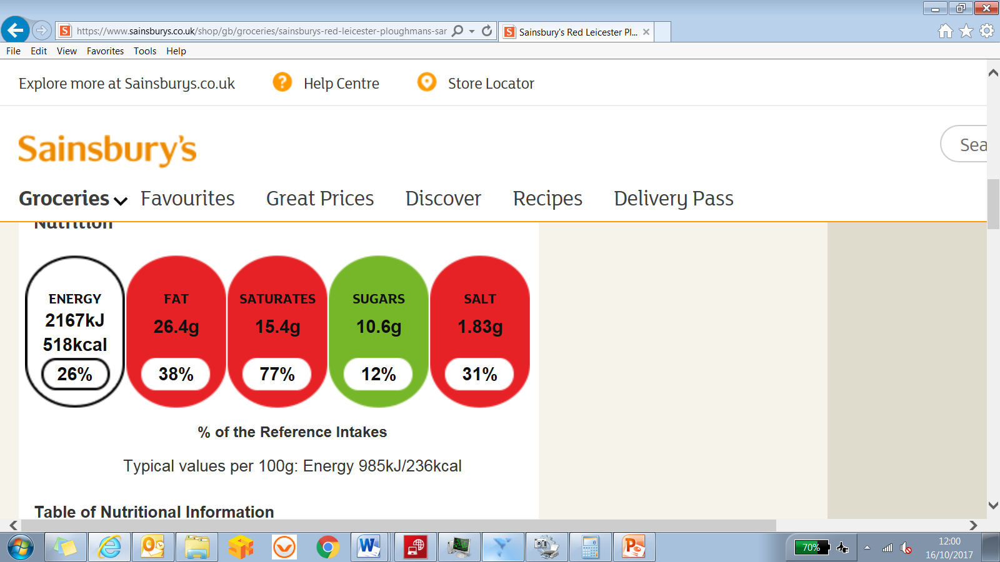 https://www.sainsburys.co.uk/shop/gb/groceries/sainsburys-red-leicester-ploughmans-sar
Sainsbury's Red Leicester Pl...
File Edit View Favorites Tools Help
Explore more at Sainsburys.co.uk
Help Centre
Store Locator
Sainsbury's
Sea
Groceries Favourites Great Prices Discover Recipes Delivery Pass
Nutrition
ENERGY FAT SATURATES SUGARS SALT
2167kJ 26.4g 15.4g 10.6g 1.83g
518kcal
26% 38% 77% 12% 31%
% of the Reference Intakes
Typical values per 100g: Energy 985kJ/236kcal
Table of Nutritional Information
70%
12:00
16/10/2017